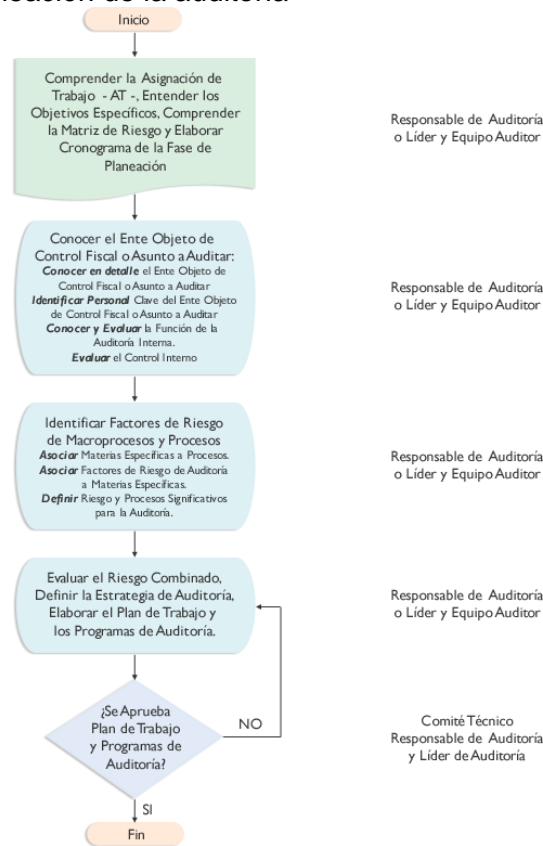 de la auditoría
Inicio
Comprender la Asignación de
Trabajo - AT -, Entender los
Objetivos Específicos, Comprender
la Matriz de Riesgo y Elaborar
Cronograma de la Fase de
Planeación
Responsable de Auditoría
o Líder y Equipo Auditor
Conocer el Ente Objeto de
Control Fiscal o Asunto a Auditar:
Conocer en detalle el Ente Objeto de
Control Fiscal o Asunto a Auditar
Identificar Personal Clave del Ente Objeto
de Control Fiscal o Asunto a Auditar
Conocer y Evaluar la Función de la
Auditoría Interna.
Evaluar el Control Interno
Responsable de Auditoría
o Líder y Equipo Auditor
Identificar Factores de Riesgo
de Macroprocesos y Procesos
Asociar Materias Específicas a Procesos.
Asociar Factores de Riesgo de Auditoría
a Materias Específicas.
Definir Riesgo y Procesos Significativos
para la Auditoría.
Responsable de Auditoría
o Líder y Equipo Auditor
Evaluar el Riesgo Combinado,
Definir la Estrategia de Auditoría,
Elaborar el Plan de Trabajo y
los Programas de Auditoría.
Responsable de Auditoría
o Líder y Equipo Auditor
¿Se Aprueba
Plan de Trabajo
y Programas de
Auditoría?
NO
Comité Técnico
Responsable de Auditoría
y Líder de Auditoría
SI
Fin